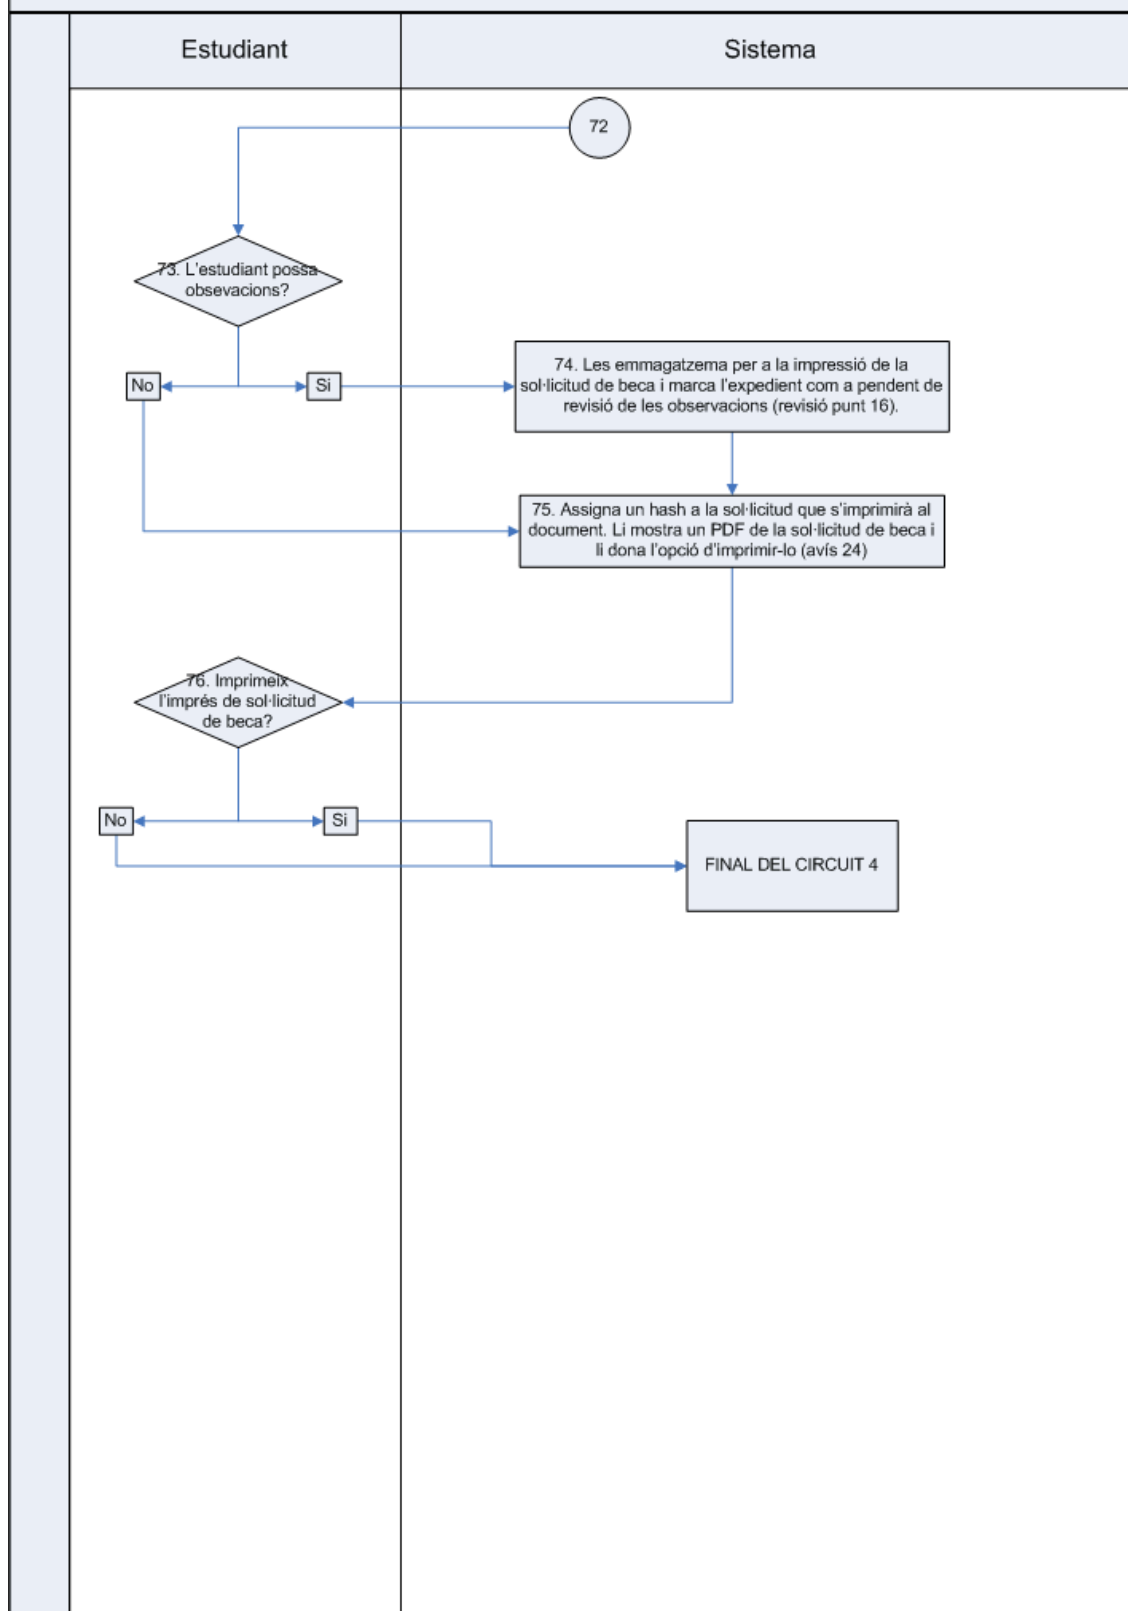 Estudiant
Sistema
72
73. L'estudiant possa
obsevacions?
No
Si
74. Les emmagatzema per a la impressió de la
sol·licitud de beca i marca l'expedient com a pendent de
revisió de les observacions (revisió punt 16).
75. Assigna un hash a la sol·licitud que s'imprimirà al
document. Li mostra un PDF de la sol·licitud de beca i
li dona l'opció d'imprimir-lo (avís 24)
76. Imprimeix
l'imprés de sol·licitud
de beca?
No
Si
FINAL DEL CIRCUIT 4